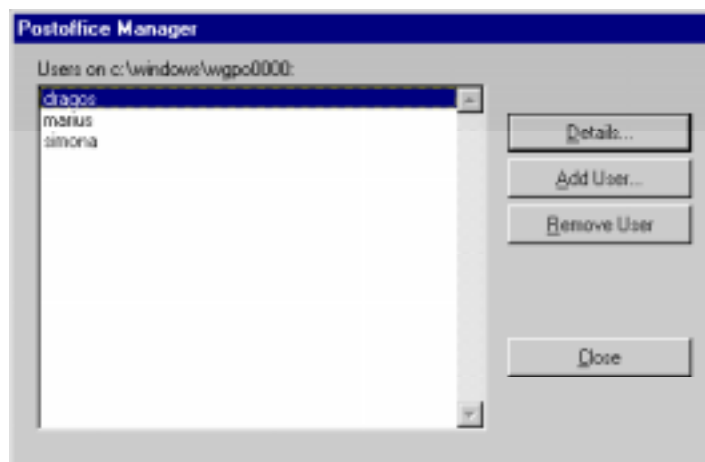 Postoffice Manager
Users on c:\windows\wgpo0000:
dragos
marius
simona
Details...
Add User...
Remove User
Close